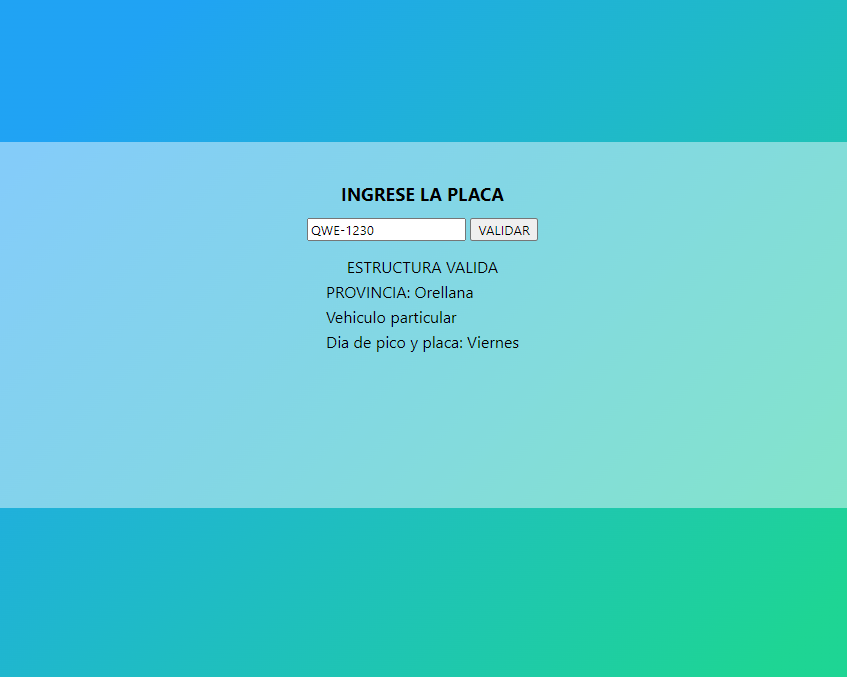 INGRESE LA PLACA
QWE-1230 VALIDAR
ESTRUCTURA VALIDA
PROVINCIA: Orellana
Vehiculo particular
Dia de pico y placa: Viernes